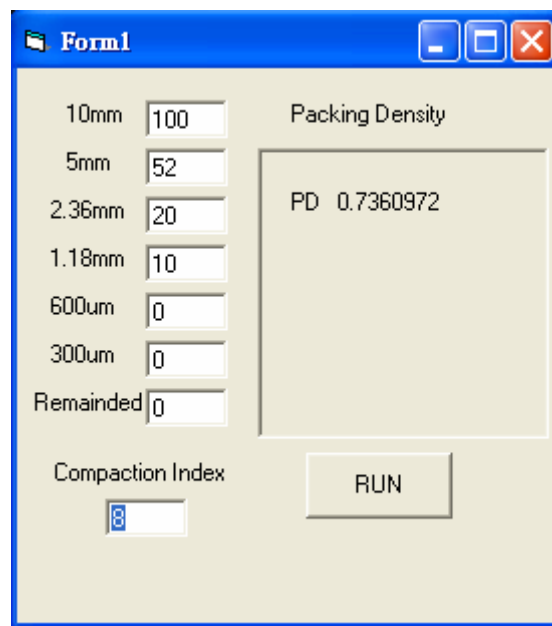 Form1
10mm 100 Packing Density
5mm 52
2.36mm 20 PD 0.7360972
1.18mm 10
600um 0
300um 0
Remainded 0
Compaction Index RUN
8